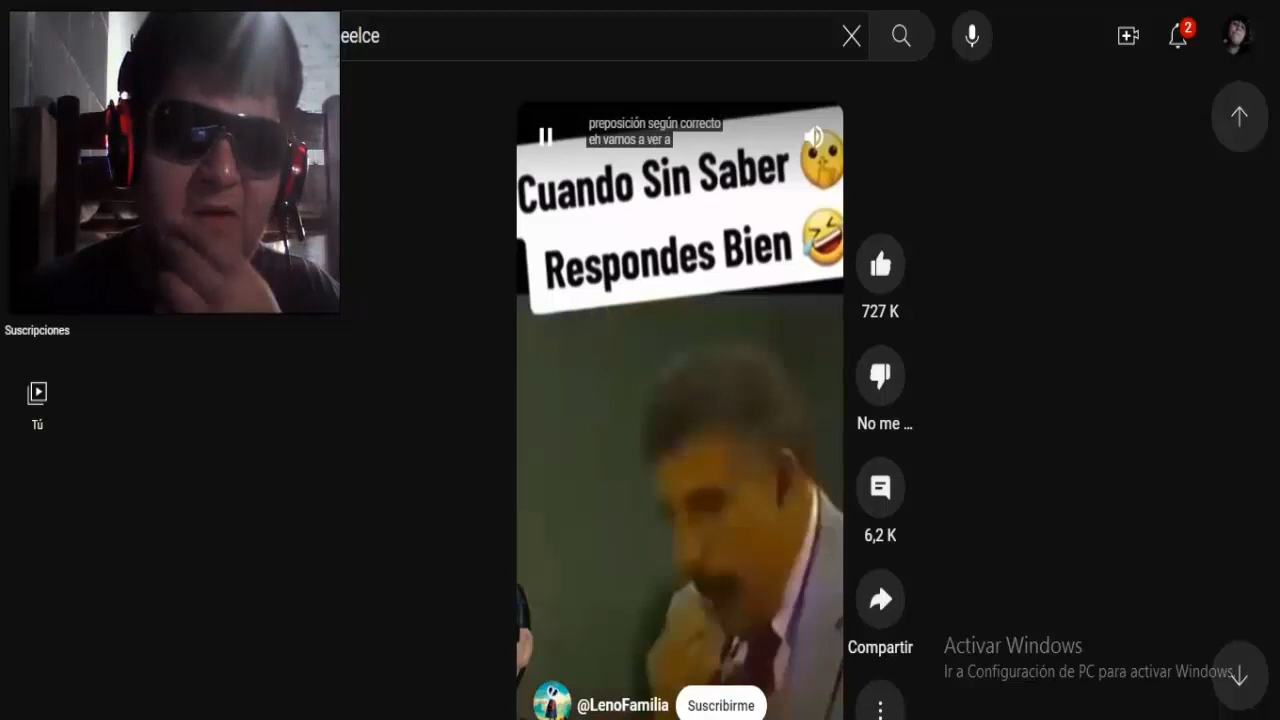 eelce
2
preposición según correcto
eh vamos a ver a
Cuando Sin Saber
Respondes Bien
727 K
Suscripciones
No me ...
Tú
6,2 K
Compartir
Activar Windows
Ir a Configuración de PC para activar Windows.
@LenoFamilia
Suscribirme